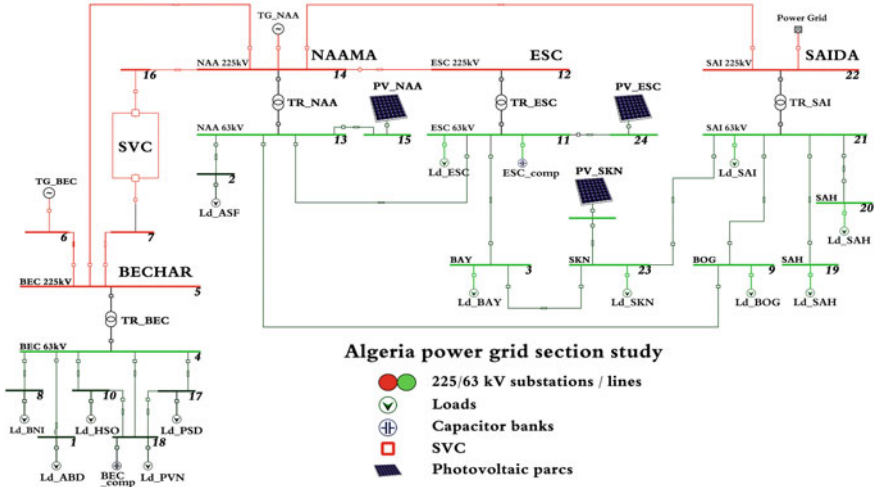 TG_NAA
Power Grid
NAA 225kV
NAAMA
14
ESC 225kV
ESC
12
SAI 225kV
SAIDA
22
16
TR_NAA
PV_NAA
TR_ESC
PV_ESC
TR_SAI
NAA 63kV
13
15
ESC 63kV
11
24
SAI 63kV
21
SVC
2
Ld_ASF
Ld_ESC
ESC_comp
Ld_SAI
PV_SKN
TG_BEC
SAH
20
Ld_SAH
6
7
BECHAR
BEC 225kV
5
BAY
3
SKN
23
BOG
9
SAH
19
Ld_BAY
Ld_SKN
Ld_BOG
Ld_SAH
TR_BEC
BEC 63kV
4
8
10
17
Ld_BNI
Ld_HSO
Ld_PSD
1
18
Ld_ABD
BEC
_comp
Ld_PVN
Algeria power grid section study
225/63 kV substations / lines
Loads
Capacitor banks
SVC
Photovoltaic parcs